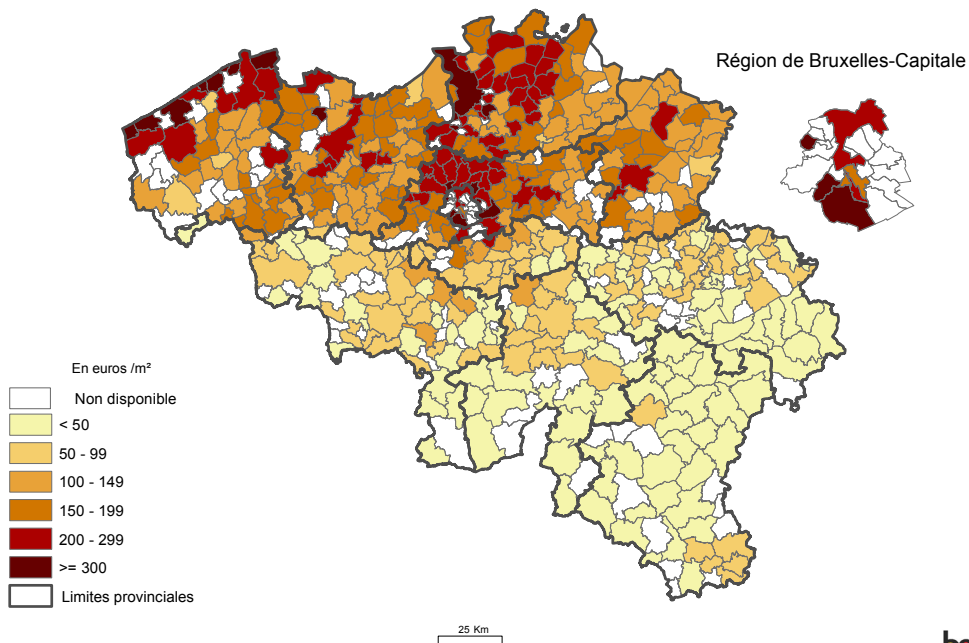 Région de Bruxelles-Capitale
En euros /m²
Non disponible
< 50
50 - 99
100 - 149
150 - 199
200 - 299
>= 300
Limites provinciales
25 Km